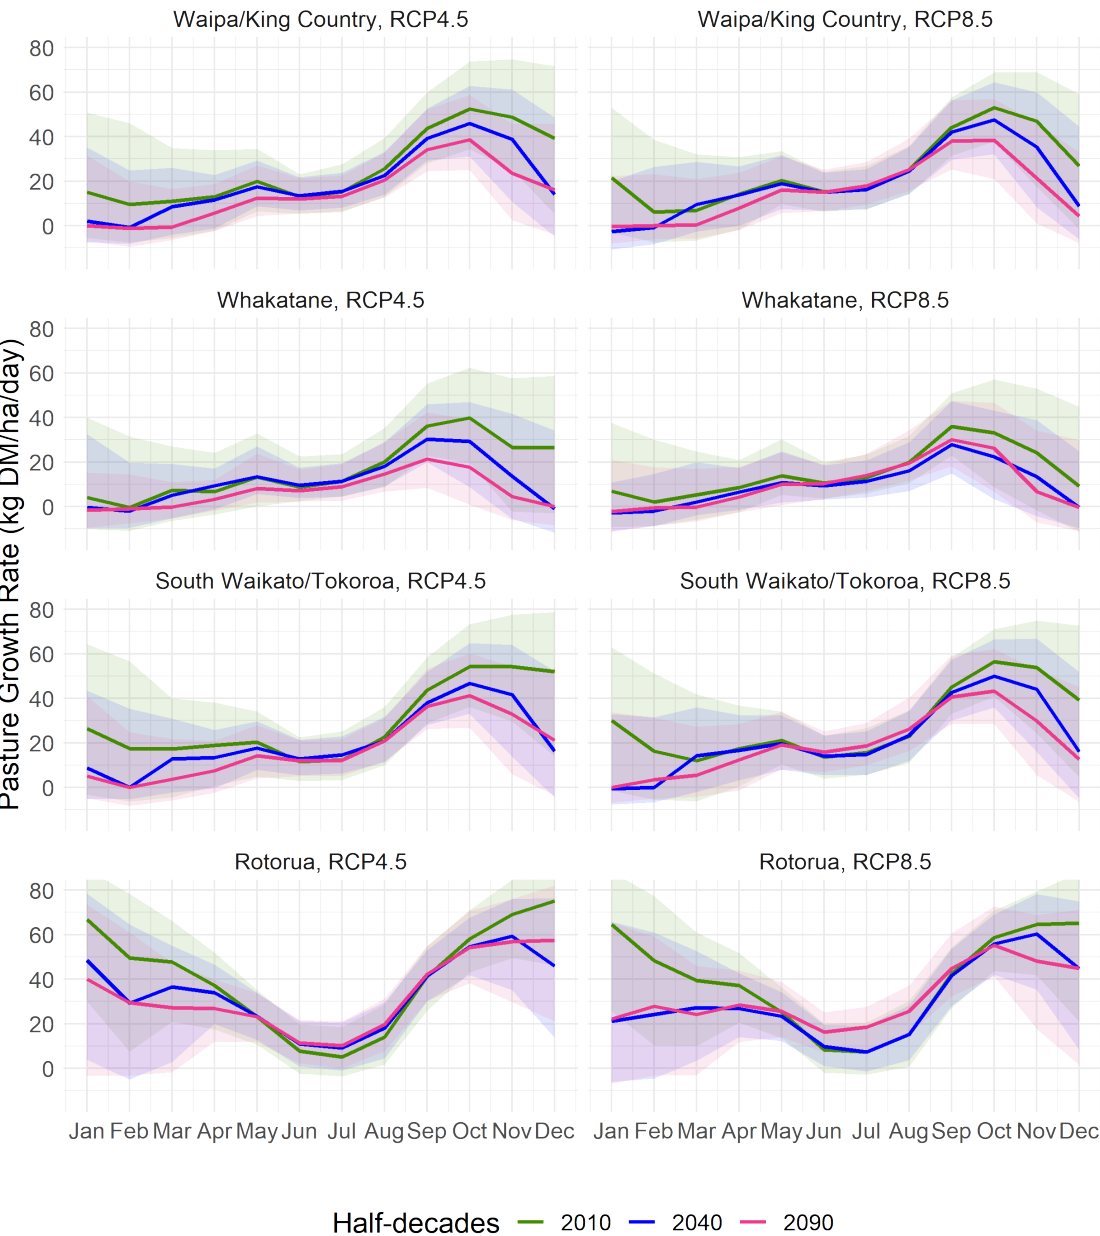 Waipa/King Country, RCP4.5
Waipa/King Country, RCP8.5
80
60
40
20
0
Whakatane, RCP4.5
Whakatane, RCP8.5
80
60
40
20
0
South Waikato/Tokoroa, RCP4.5
South Waikato/Tokoroa, RCP8.5
80
60
40
20
0
Rotorua, RCP4.5
Rotorua, RCP8.5
80
60
40
20
0
Pasture Growth Rate (kg DM/ha/day)
Jan Feb Mar Apr May Jun Jul Aug Sep Oct Nov Dec
Jan Feb Mar Apr May Jun Jul Aug Sep Oct Nov Dec
Half-decades 2010 2040 2090